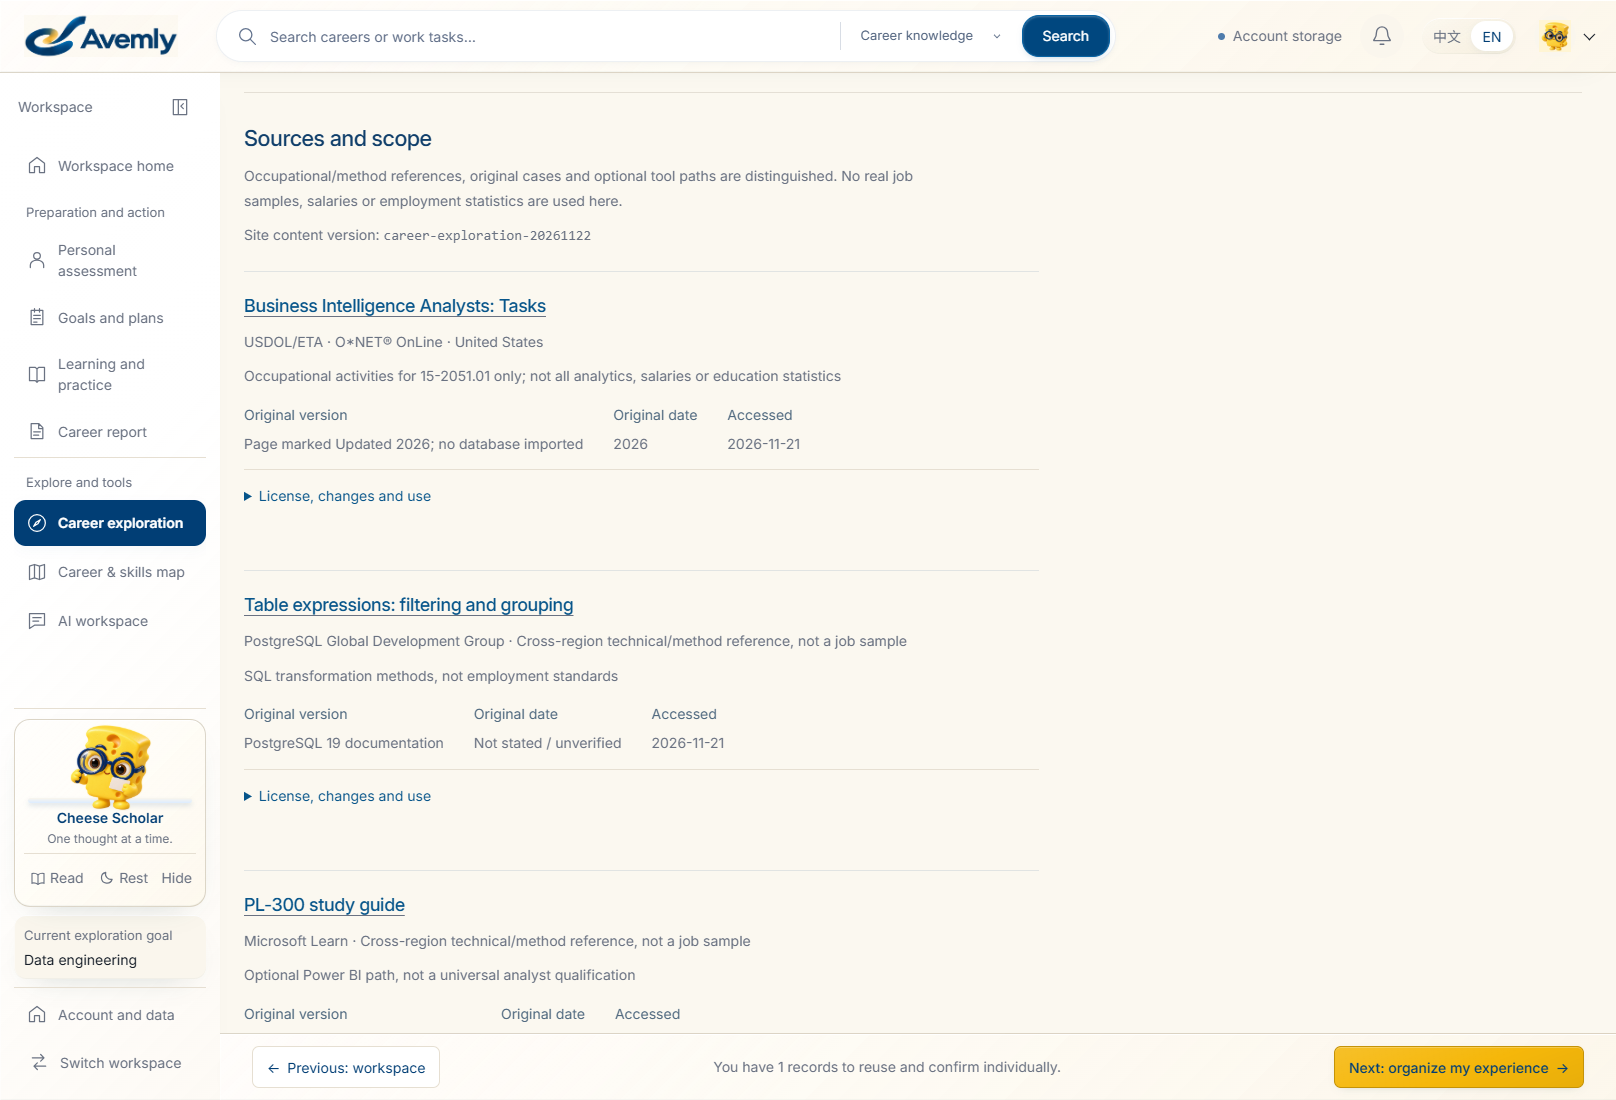 Avemly
Search careers or work tasks...
Career knowledge
Search
Account storage
中文
EN
Workspace
Workspace home
Preparation and action
Personal
assessment
Goals and plans
Learning and
practice
Career report
Explore and tools
Career exploration
Career & skills map
AI workspace
Cheese Scholar
One thought at a time.
Read
Rest
Hide
Current exploration goal
Data engineering
Account and data
Switch workspace
Sources and scope
Occupational/method references, original cases and optional tool paths are distinguished. No real job
samples, salaries or employment statistics are used here.
Site content version: career-exploration-20261122
Business Intelligence Analysts: Tasks
USDOL/ETA · O*NET® OnLine · United States
Occupational activities for 15-2051.01 only; not all analytics, salaries or education statistics
Original version Original date Accessed
Page marked Updated 2026; no database imported 2026 2026-11-21
License, changes and use
Table expressions: filtering and grouping
PostgreSQL Global Development Group · Cross-region technical/method reference, not a job sample
SQL transformation methods, not employment standards
Original version Original date Accessed
PostgreSQL 19 documentation Not stated / unverified 2026-11-21
License, changes and use
PL-300 study guide
Microsoft Learn · Cross-region technical/method reference, not a job sample
Optional Power BI path, not a universal analyst qualification
Original version Original date Accessed
← Previous: workspace
You have 1 records to reuse and confirm individually.
Next: organize my experience →